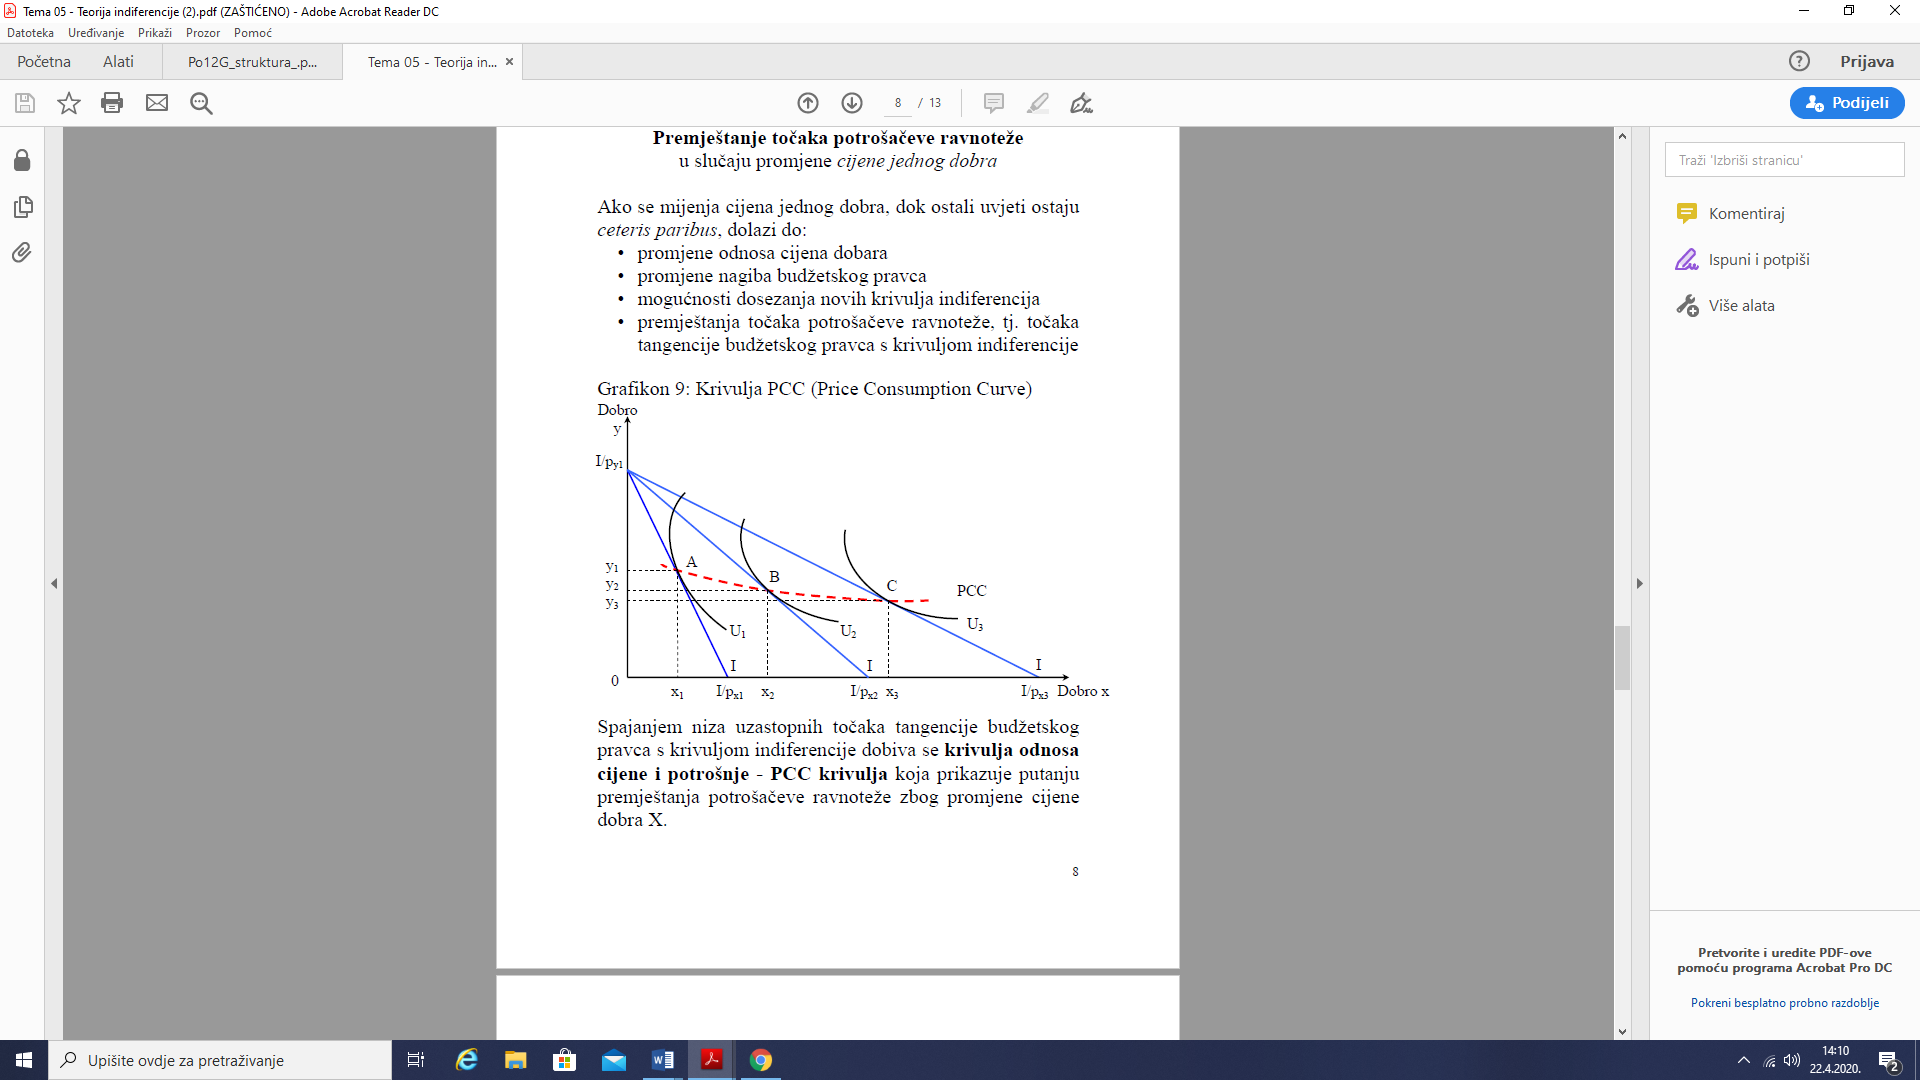 Tema 05 - Teorija indiferencije (2).pdf (ZAŠTIĆENO) - Adobe Acrobat Reader DC
Datoteka Uređivanje Prikaži Prozor Pomoć
Početna Alati Po12G_struktura_.p... Tema 05 - Teorija in... × ? Prijava
8 / 13 Podijeli
Premještanje točaka potrošačeve ravnoteže
u slučaju promjene cijene jednog dobra
Ako se mijenja cijena jednog dobra, dok ostali uvjeti ostaju
ceteris paribus, dolazi do:
• promjene odnosa cijena dobara
• promjene nagiba budžetskog pravca
• mogućnosti dosezanja novih krivulja indiferencija
• premještanja točaka potrošačeve ravnoteže, tj. točaka
tangencije budžetskog pravca s krivuljom indiferencije
Grafikon 9: Krivulja PCC (Price Consumption Curve)
Dobro
y
I/py1
y1
y2
y3
A
B
C
PCC
U1
U2
U3
I
I
I
0
x1 I/px1 x2 I/px2 x3 I/px3 Dobro x
Spajanjem niza uzastopnih točaka tangencije budžetskog
pravca s krivuljom indiferencije dobiva se krivulja odnosa
cijene i potrošnje - PCC krivulja koja prikazuje putanju
premještanja potrošačeve ravnoteže zbog promjene cijene
dobra X.
8
Traži 'Izbriši stranicu'
Komentiraj
Ispuni i potpiši
Više alata
Pretvorite i uredite PDF-ove
pomoću programa Acrobat Pro DC
Pokreni besplatno probno razdoblje
Upišite ovdje za pretraživanje
14:10
22.4.2020.
2